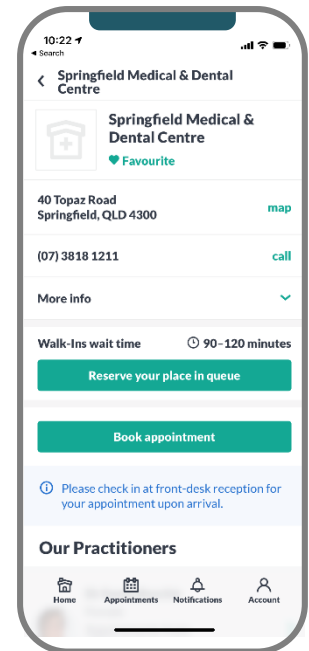 10:22
Search
Springfield Medical & Dental
Centre
Springfield Medical &
Dental Centre
Favourite
40 Topaz Road
Springfield, QLD 4300
map
(07) 3818 1211
call
More info
Walk-Ins wait time
90–120 minutes
Reserve your place in queue
Book appointment
Please check in at front-desk reception for
your appointment upon arrival.
Our Practitioners
Home
Appointments
Notifications
Account